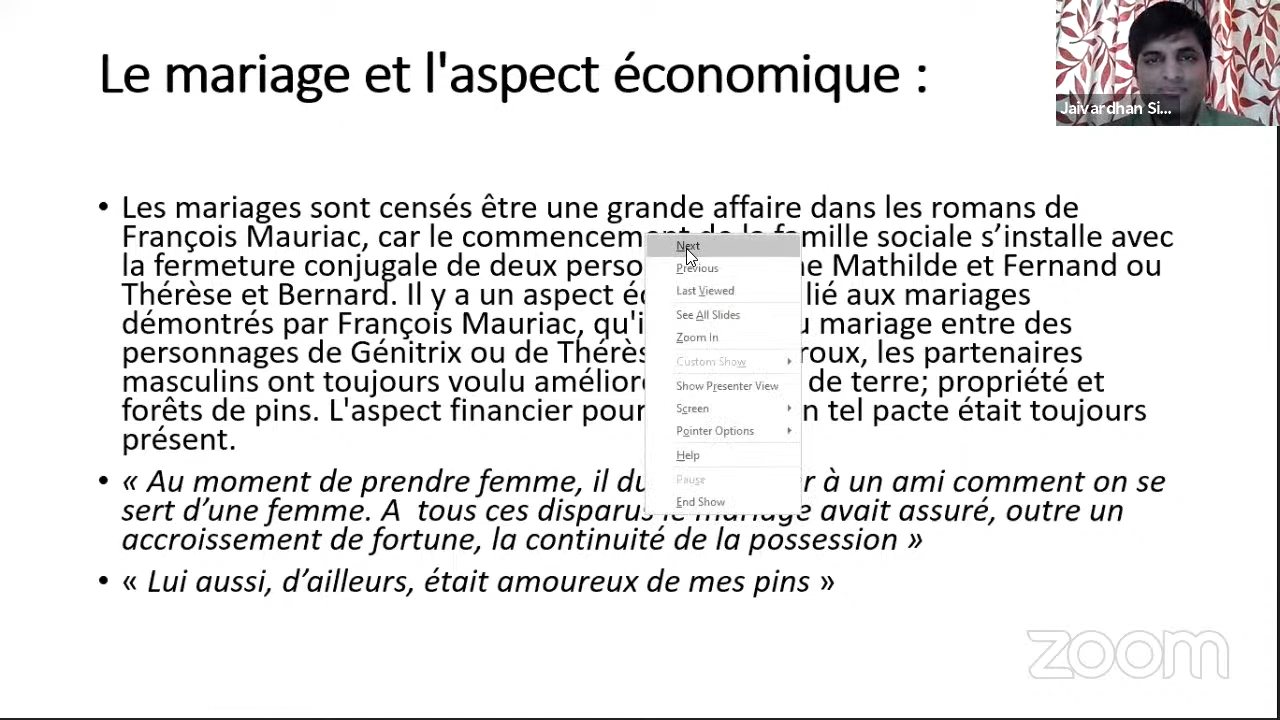 Le mariage et l'aspect économique :
Jaivardhan Si...
• Les mariages sont censés être une grande affaire dans les romans de
François Mauriac, car le commencement de la famille sociale s’installe avec
la fermeture conjugale de deux Mathilde et Fernand ou
Thérèse et Bernard. Il y a un aspect lié aux mariages
démontrés par François Mauriac, mariage entre des
personnages de Génitrix ou de les partenaires
masculins ont toujours voulu de terre; propriété et
forêts de pins. L'aspect financier tel pacte était toujours
présent.
• « Au moment de prendre femme, il à un ami comment on se
sert d’une femme. A tous ces disparus le mariage avait assuré, outre un
accroissement de fortune, la continuité de la possession »
• « Lui aussi, d’ailleurs, était amoureux de mes pins »
Next
Previous
Last Viewed
See All Slides
Zoom In
Custom Show
Show Presenter View
Screen
Pointer Options
Help
Pause
End Show
zoom